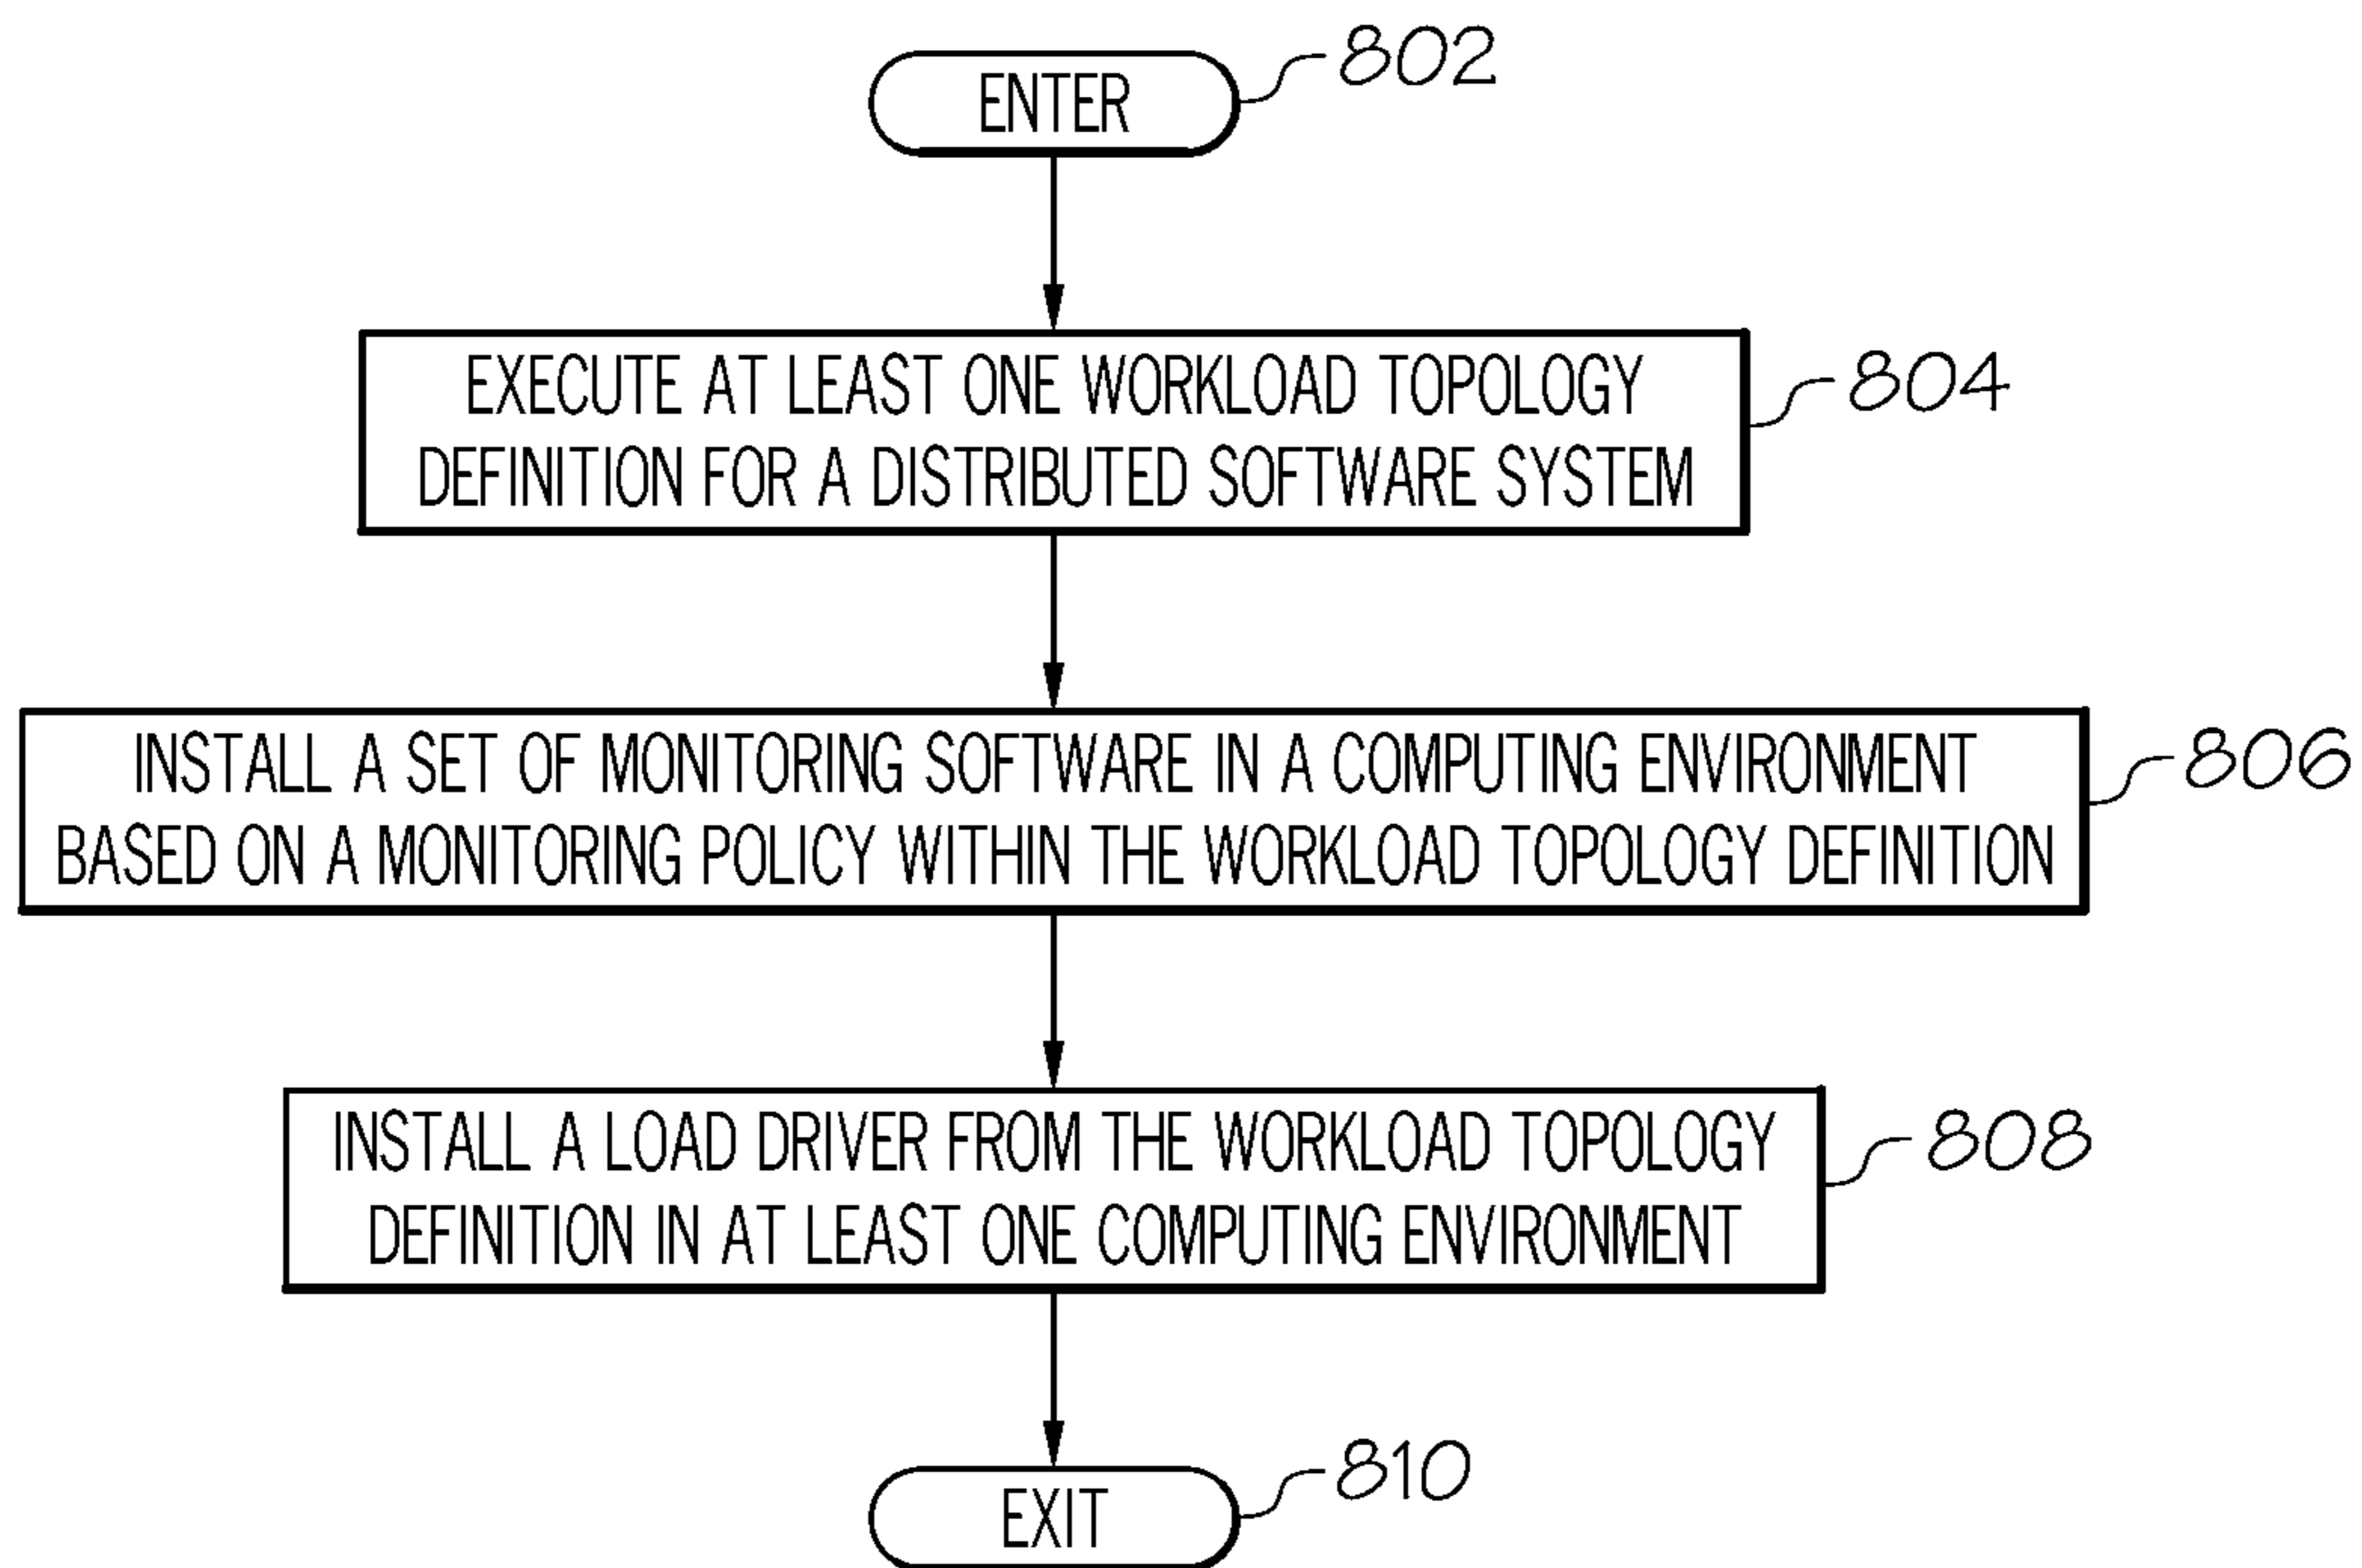 ENTER
802
EXECUTE AT LEAST ONE WORKLOAD TOPOLOGY
DEFINITION FOR A DISTRIBUTED SOFTWARE SYSTEM
804
INSTALL A SET OF MONITORING SOFTWARE IN A COMPUTING ENVIRONMENT
BASED ON A MONITORING POLICY WITHIN THE WORKLOAD TOPOLOGY DEFINITION
806
INSTALL A LOAD DRIVER FROM THE WORKLOAD TOPOLOGY
DEFINITION IN AT LEAST ONE COMPUTING ENVIRONMENT
808
EXIT
810